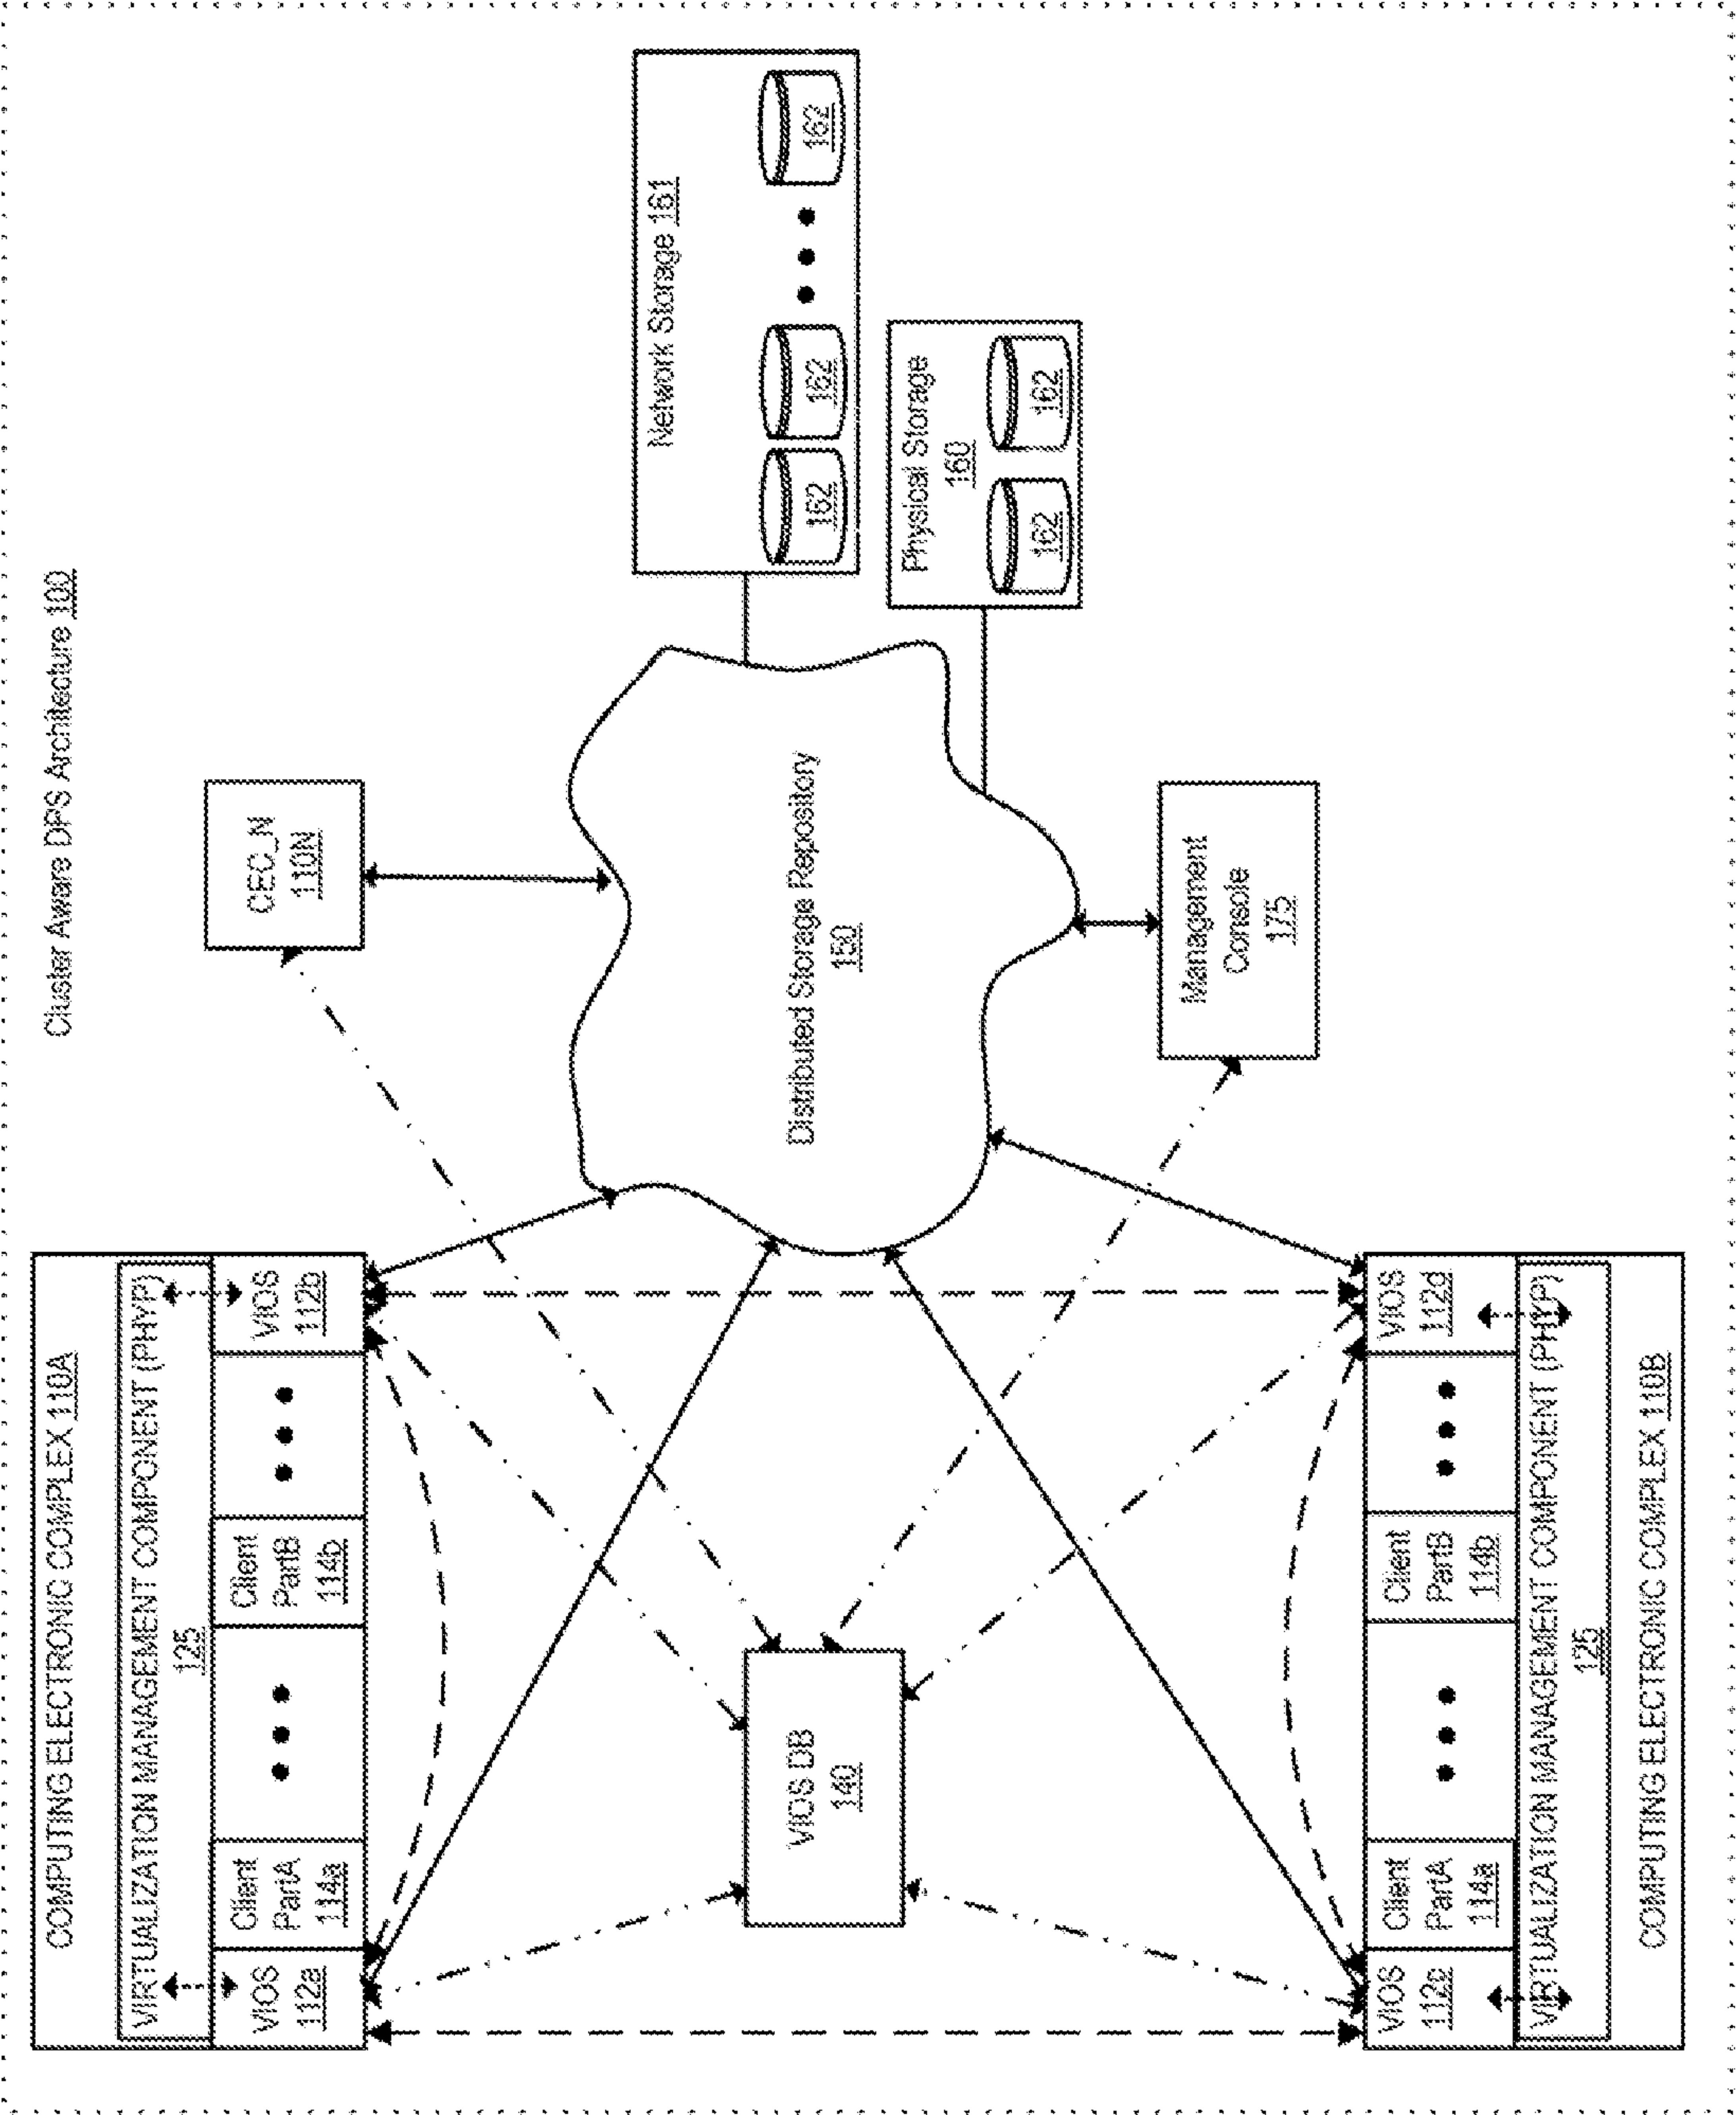 Cluster Aware DPS Architecture 100
COMPUTING ELECTRONIC COMPLEX 110A
VIRTUALIZATION MANAGEMENT COMPONENT (PHYP)
125
VIOS
112a
Client
PartA
114a
Client
PartB
114b
VIOS
112b
CEC_N
110N
Network Storage 161
162
162
162
Physical Storage
160
162
162
Distributed Storage Repository
150
VIOS DB
140
Management
Console
175
VIOS
112c
Client
PartA
114a
Client
PartB
114b
VIOS
112d
VIRTUALIZATION MANAGEMENT COMPONENT (PHYP)
125
COMPUTING ELECTRONIC COMPLEX 110B